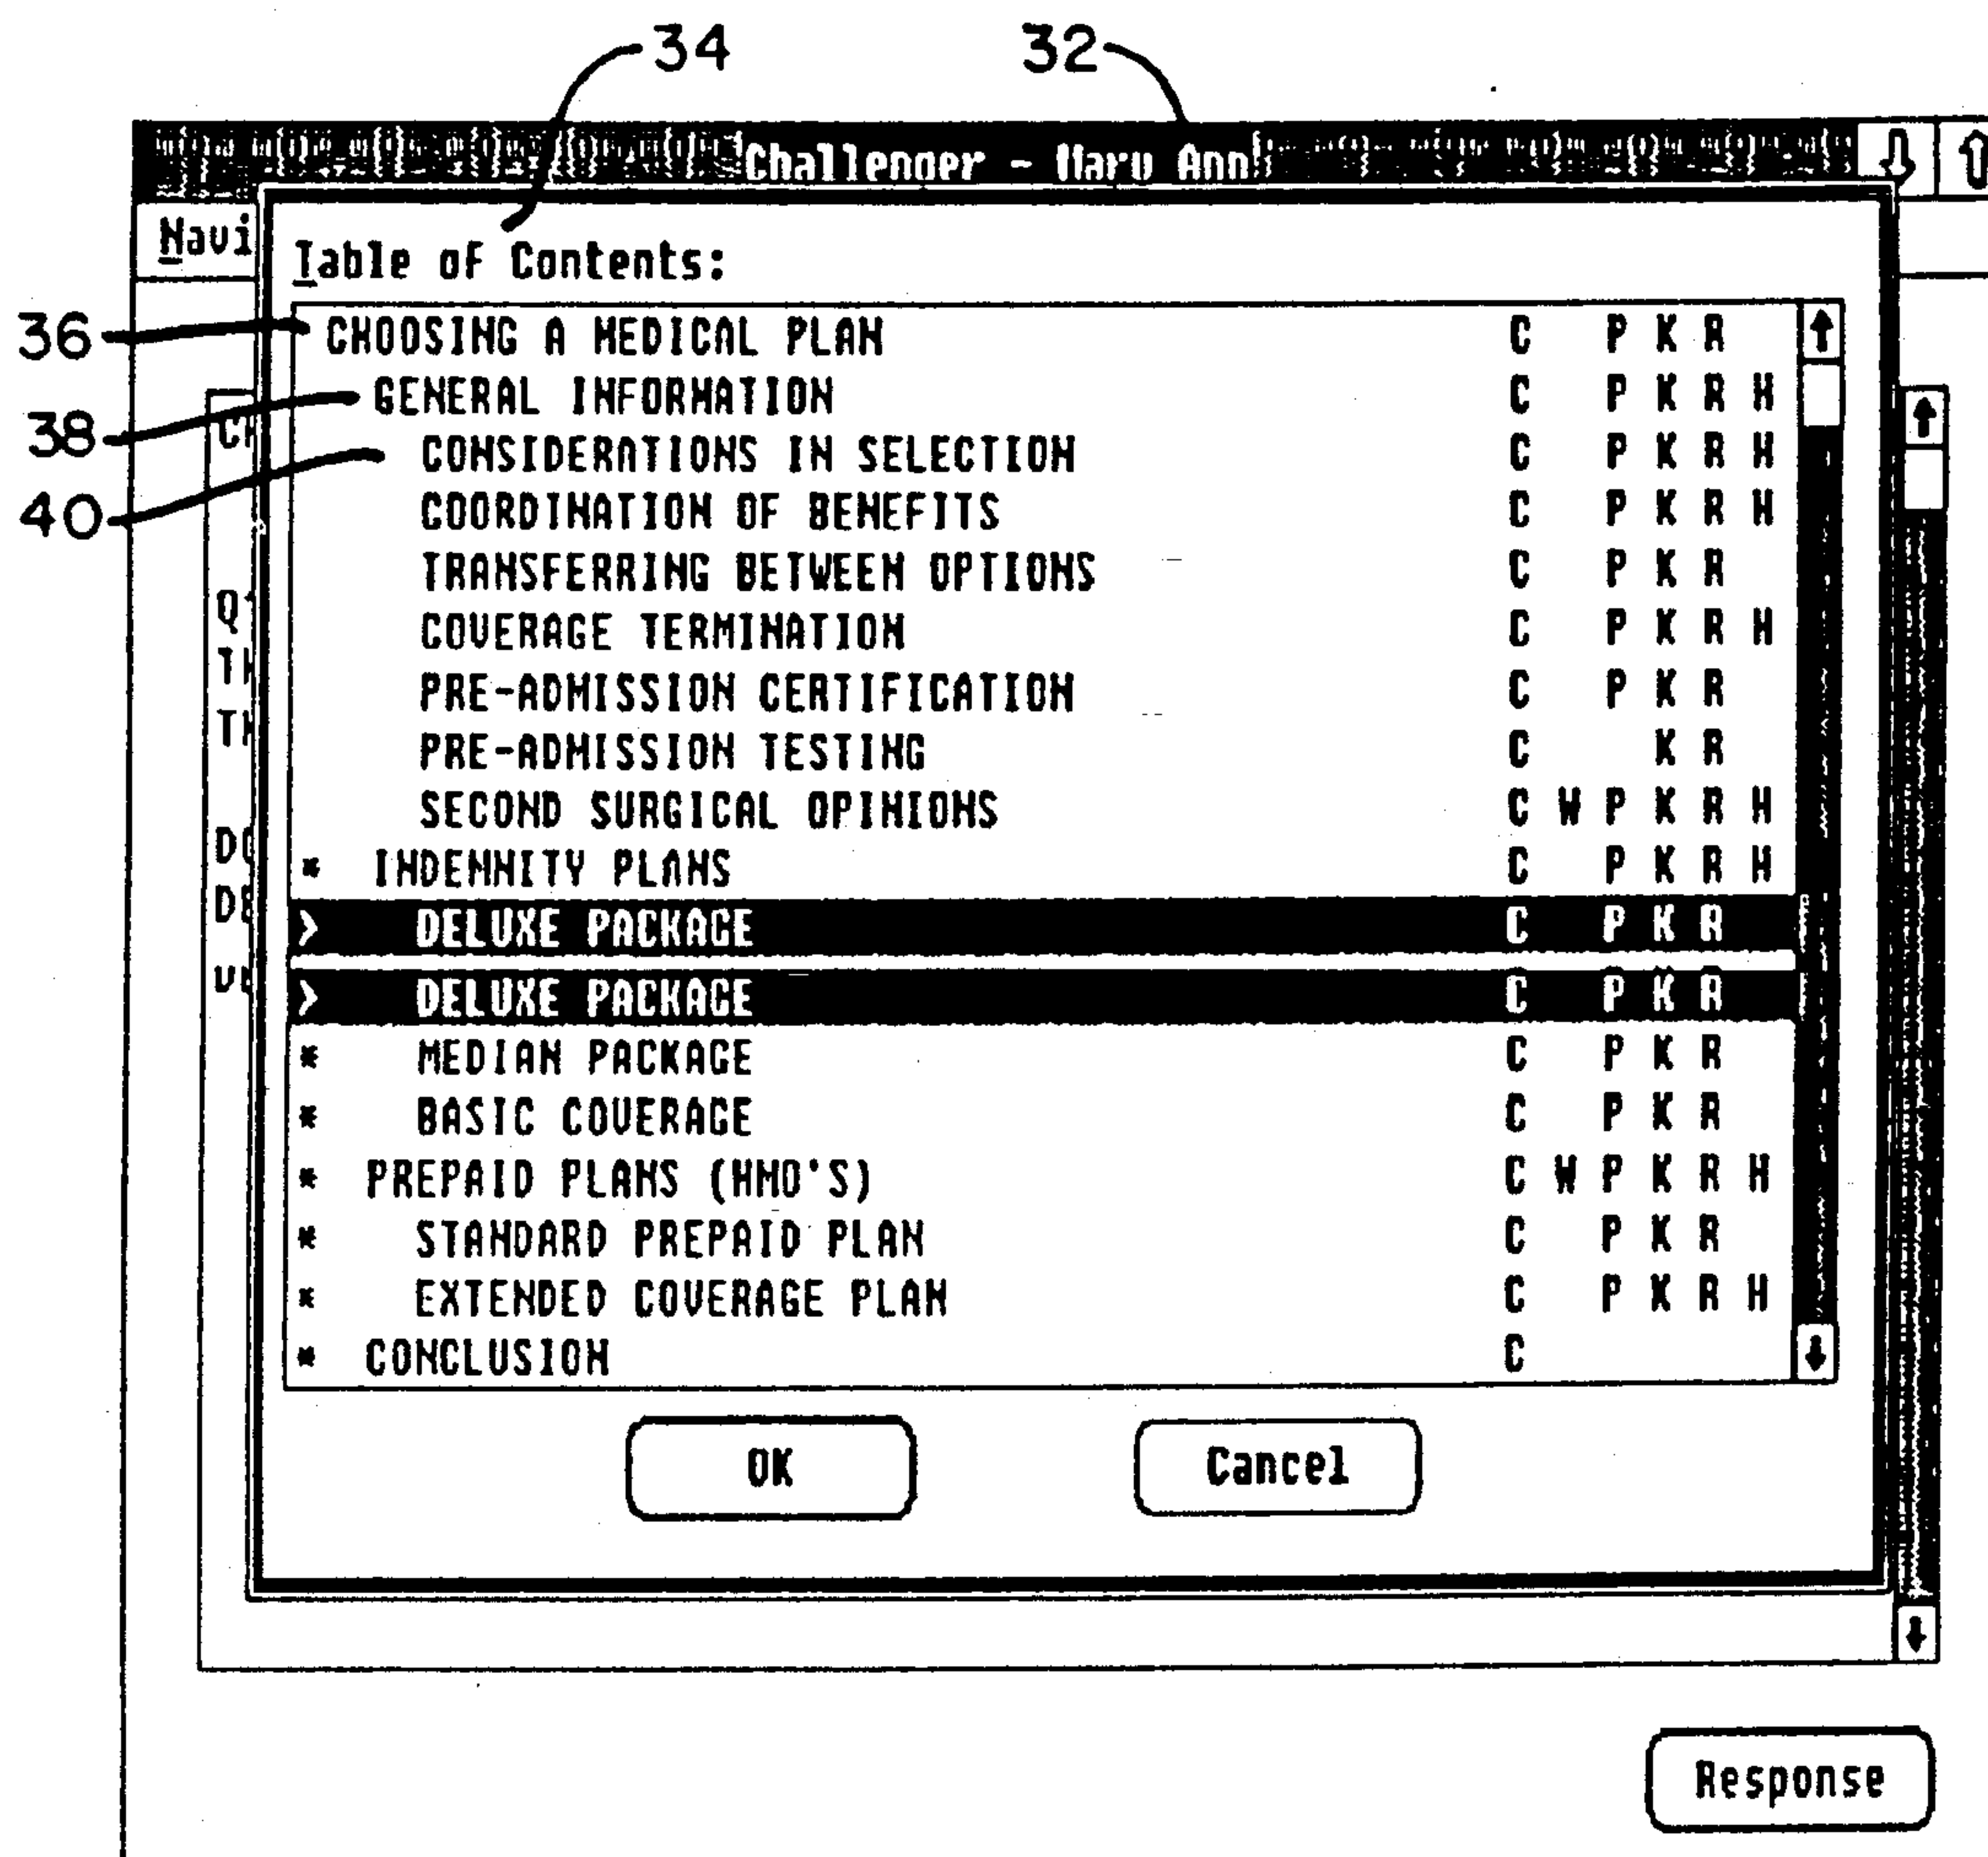 34 32
Challenger - Mary Ann
Navi
Table of Contents:
36 CHOOSING A MEDICAL PLAN C P K R
38 GENERAL INFORMATION C P K R H
40 CONSIDERATIONS IN SELECTION C P K R H
COORDINATION OF BENEFITS C P K R H
TRANSFERRING BETWEEN OPTIONS C P K R
COVERAGE TERMINATION C P K R H
PRE-ADMISSION CERTIFICATION C P K R
PRE-ADMISSION TESTING C K R
SECOND SURGICAL OPINIONS C W P K R H
* INDEMNITY PLANS C P K R H
> DELUXE PACKAGE C P K R
> DELUXE PACKAGE C P K R
* MEDIAN PACKAGE C P K R
* BASIC COVERAGE C P K R
* PREPAID PLANS (HMO'S) C W P K R H
* STANDARD PREPAID PLAN C P K R
* EXTENDED COVERAGE PLAN C P K R H
* CONCLUSION C
OK Cancel
Response